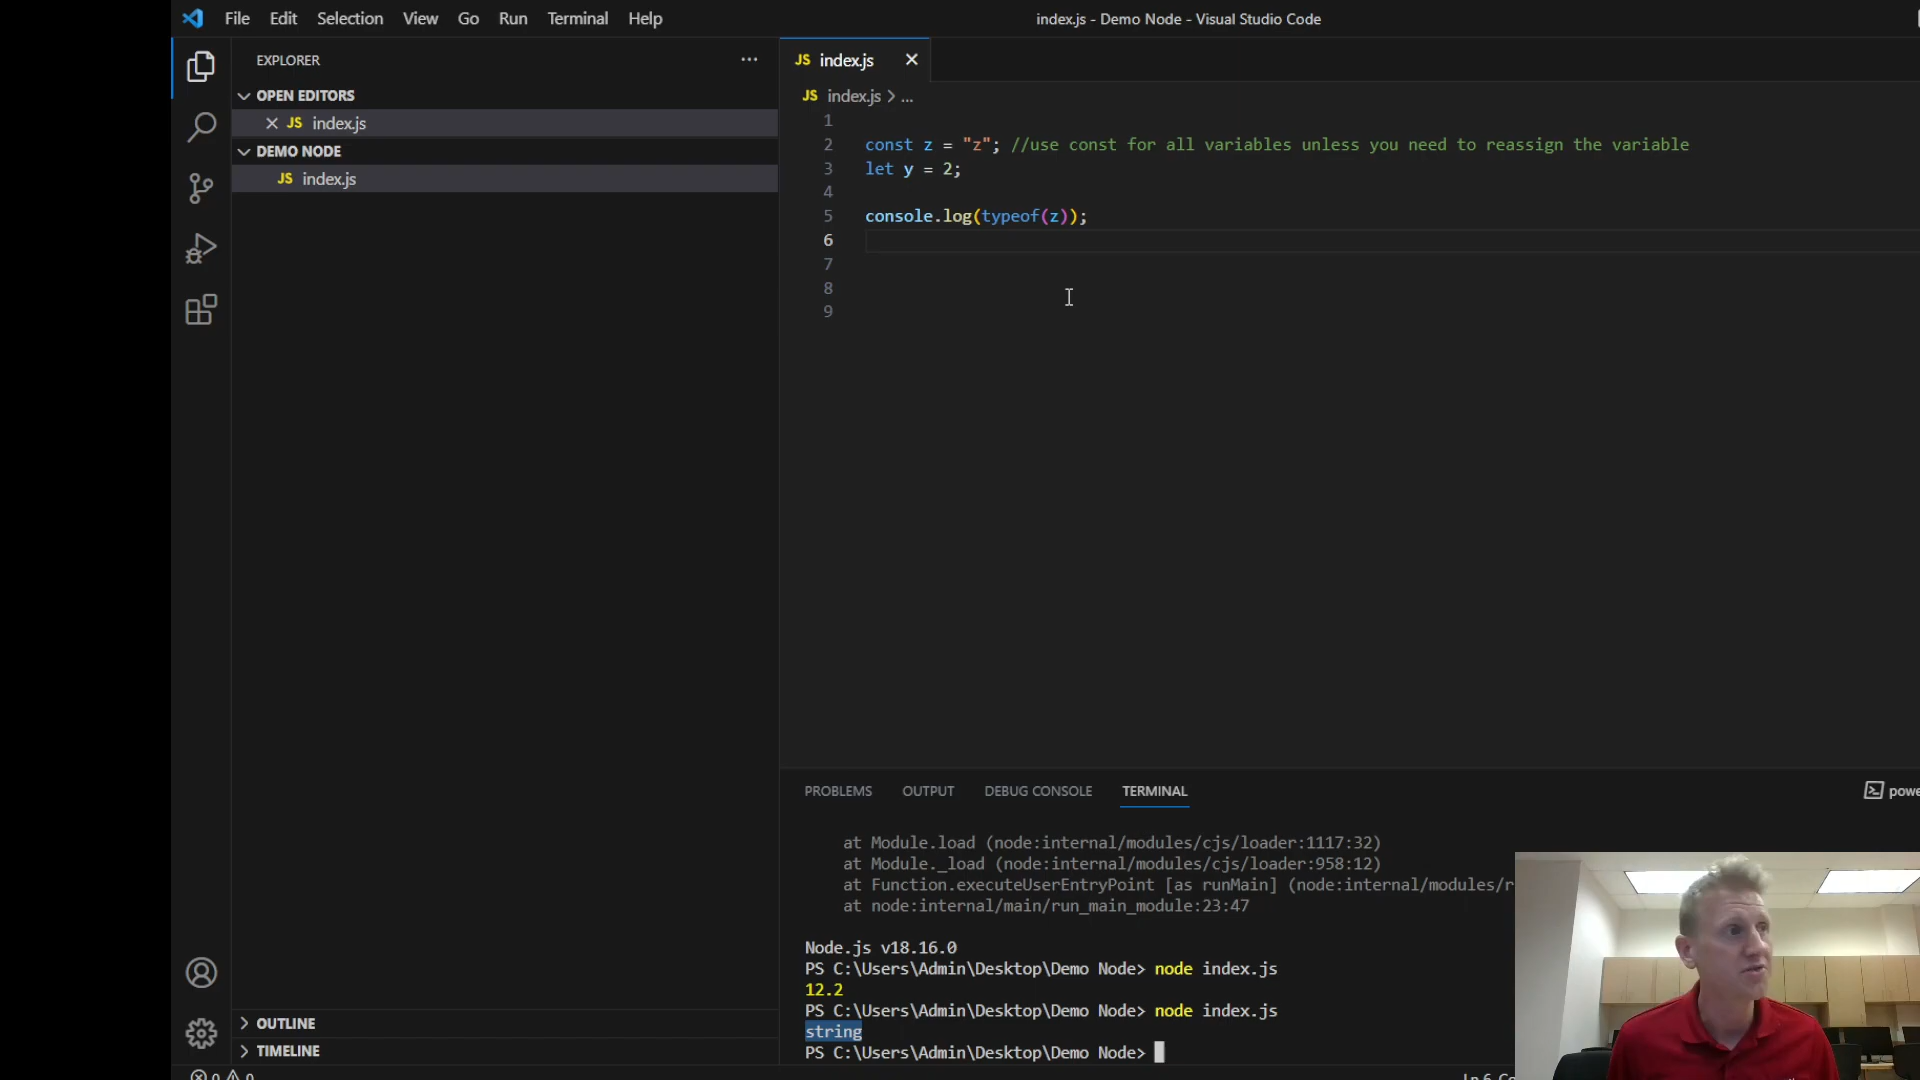 File Edit Selection View Go Run Terminal Help
index.js - Demo Node - Visual Studio Code
EXPLORER
OPEN EDITORS
JS index.js
DEMO NODE
JS index.js
JS index.js
JS index.js > ...
1
2 const z = "z"; //use const for all variables unless you need to reassign the variable
3 let y = 2;
4
5 console.log(typeof(z));
6
7
8
9
PROBLEMS OUTPUT DEBUG CONSOLE TERMINAL
at Module.load (node:internal/modules/cjs/loader:1117:32)
at Module._load (node:internal/modules/cjs/loader:958:12)
at Function.executeUserEntryPoint [as runMain] (node:internal/modules/r
at node:internal/main/run_main_module:23:47
Node.js v18.16.0
PS C:\Users\Admin\Desktop\Demo Node> node index.js
12.2
PS C:\Users\Admin\Desktop\Demo Node> node index.js
string
PS C:\Users\Admin\Desktop\Demo Node>
OUTLINE
TIMELINE